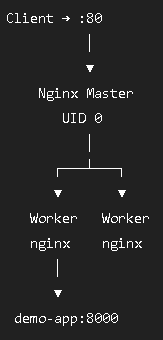 Client → :80
Nginx Master
UID 0
Worker Worker
nginx nginx
demo-app:8000